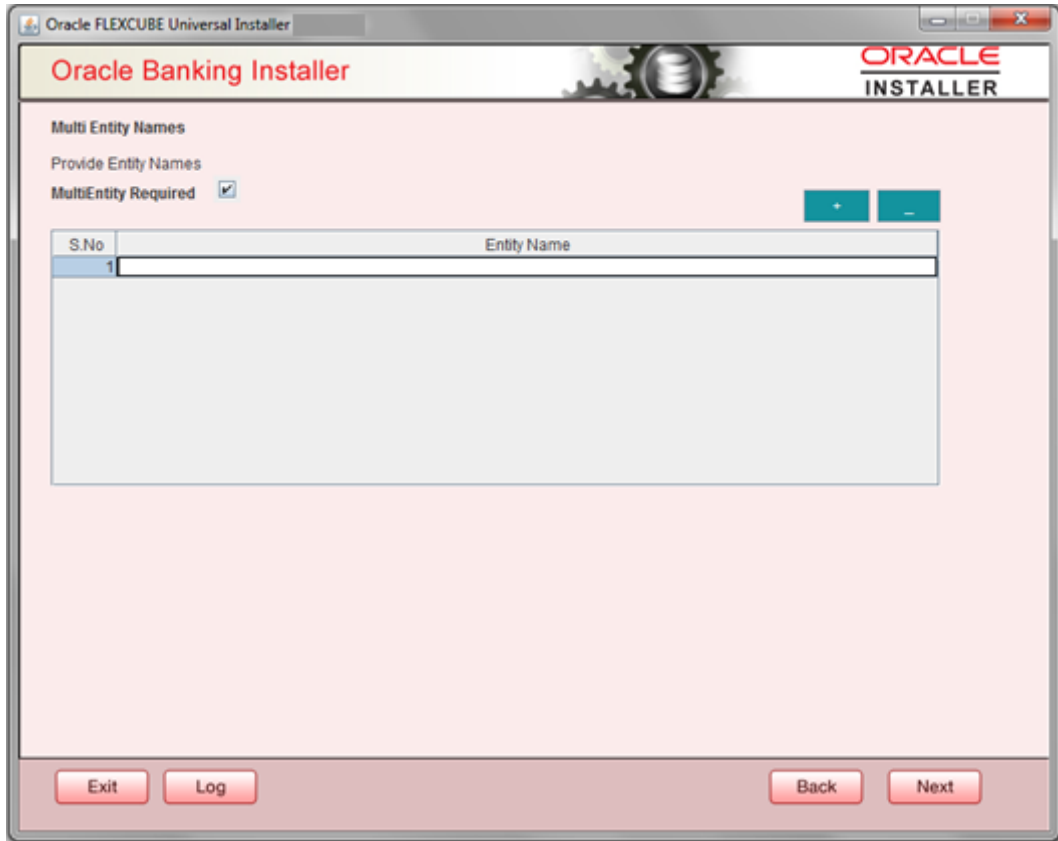 Oracle FLEXCUBE Universal Installer
Oracle Banking Installer
ORACLE
INSTALLER
Multi Entity Names
Provide Entity Names
MultiEntity Required
+ _
S.No Entity Name
1
Exit Log Back Next